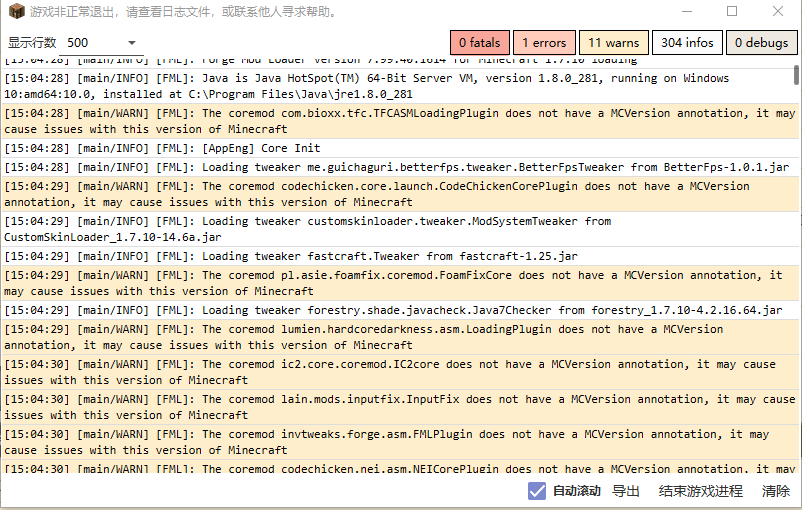 游戏非正常退出，请查看日志文件，或联系他人寻求帮助。
显示行数 500 0 fatals 1 errors 11 warns 304 infos 0 debugs
[15:04:28] [main/INFO] [FML]: Forge Mod Loader version 7.99.40.1614 for Minecraft 1.7.10 loading
[15:04:28] [main/INFO] [FML]: Java is Java HotSpot(TM) 64-Bit Server VM, version 1.8.0_281, running on Windows
10:amd64:10.0, installed at C:\Program Files\Java\jre1.8.0_281
[15:04:28] [main/WARN] [FML]: The coremod com.bioxx.tfc.TFCASMLoadingPlugin does not have a MCVersion annotation, it may
cause issues with this version of Minecraft
[15:04:28] [main/INFO] [FML]: [AppEng] Core Init
[15:04:28] [main/INFO] [FML]: Loading tweaker me.guichaguri.betterfps.tweaker.BetterFpsTweaker from BetterFps-1.0.1.jar
[15:04:29] [main/WARN] [FML]: The coremod codechicken.core.launch.CodeChickenCorePlugin does not have a MCVersion
annotation, it may cause issues with this version of Minecraft
[15:04:29] [main/INFO] [FML]: Loading tweaker customskinloader.tweaker.ModSystemTweaker from
CustomSkinLoader_1.7.10-14.6a.jar
[15:04:29] [main/INFO] [FML]: Loading tweaker fastcraft.Tweaker from fastcraft-1.25.jar
[15:04:29] [main/WARN] [FML]: The coremod pl.asie.foamfix.coremod.FoamFixCore does not have a MCVersion annotation, it
may cause issues with this version of Minecraft
[15:04:29] [main/INFO] [FML]: Loading tweaker forestry.shade.javacheck.Java7Checker from forestry_1.7.10-4.2.16.64.jar
[15:04:29] [main/WARN] [FML]: The coremod lumien.hardcoredarkness.asm.LoadingPlugin does not have a MCVersion
annotation, it may cause issues with this version of Minecraft
[15:04:30] [main/WARN] [FML]: The coremod ic2.core.coremod.IC2core does not have a MCVersion annotation, it may cause
issues with this version of Minecraft
[15:04:30] [main/WARN] [FML]: The coremod lain.mods.inputfix.InputFix does not have a MCVersion annotation, it may cause
issues with this version of Minecraft
[15:04:30] [main/WARN] [FML]: The coremod invtweaks.forge.asm.FMLPlugin does not have a MCVersion annotation, it may
cause issues with this version of Minecraft
[15:04:30] [main/WARN] [FML]: The coremod codechicken.nei.asm.NEICorePlugin does not have a MCVersion annotation, it may
自动滚动 导出 结束游戏进程 清除